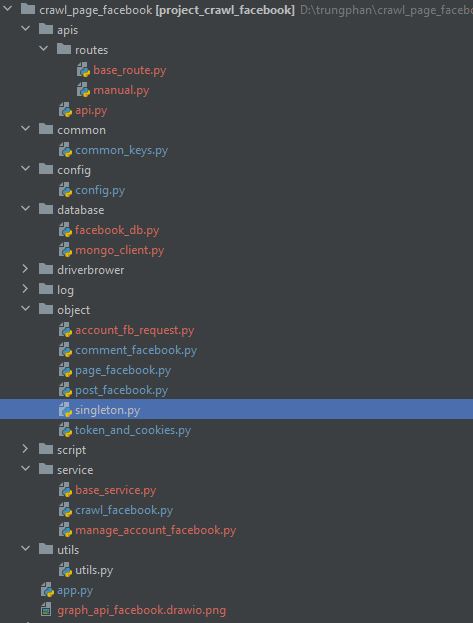 crawl_page_facebook [project_crawl_facebook] D:\trungphan\crawl_page_facebo
apis
routes
base_route.py
manual.py
api.py
common
common_keys.py
config
config.py
database
facebook_db.py
mongo_client.py
driverbrower
log
object
account_fb_request.py
comment_facebook.py
page_facebook.py
post_facebook.py
singleton.py
token_and_cookies.py
script
service
base_service.py
crawl_facebook.py
manage_account_facebook.py
utils
utils.py
app.py
graph_api_facebook.drawio.png